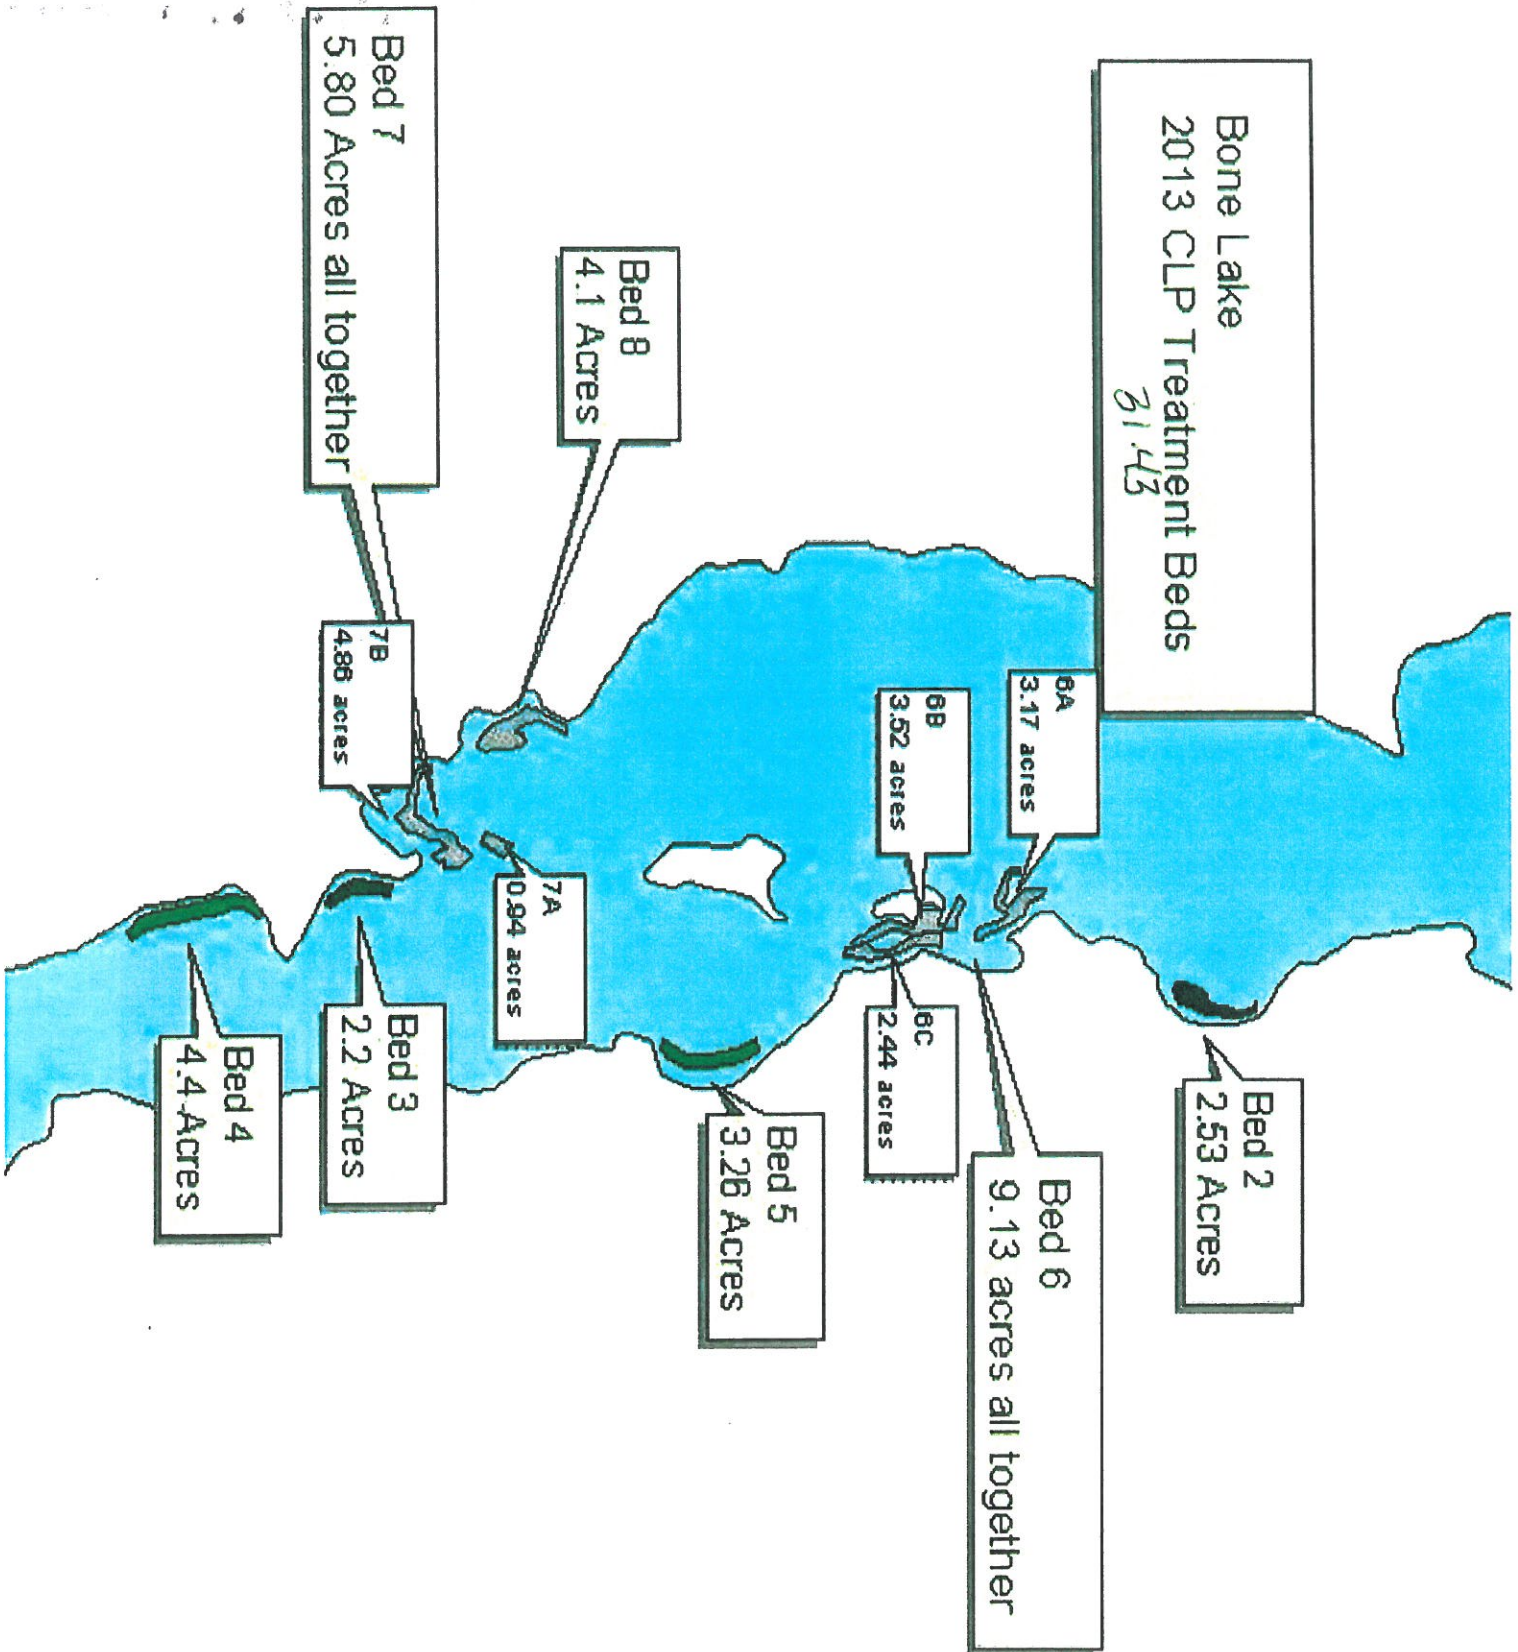 Bone Lake
2013 CLP Treatment Beds
31.43
Bed 2
2.53 Acres
6A
3.17 acres
Bed 6
9.13 acres all together
6B
3.52 acres
6C
2.44 acres
Bed 5
3.26 Acres
Bed 8
4.1 Acres
7A
0.94 acres
Bed 7
5.80 Acres all together
7B
4.86 acres
Bed 3
2.2 Acres
Bed 4
4.4 Acres